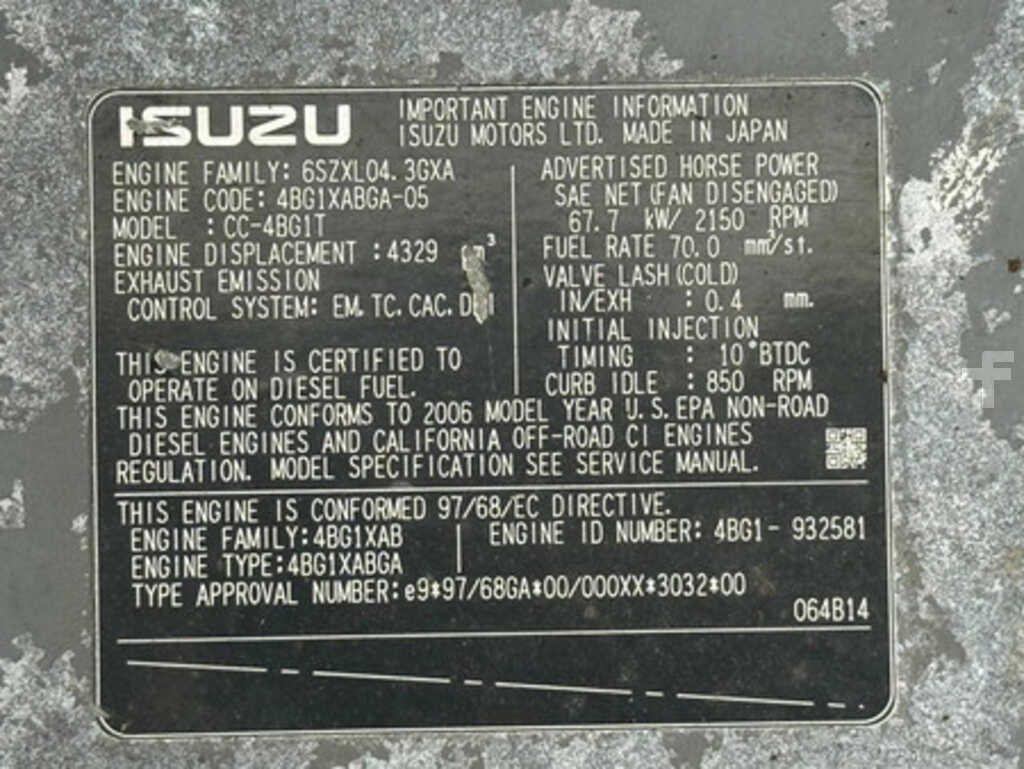 ISUZU
IMPORTANT ENGINE INFORMATION
ISUZU MOTORS LTD. MADE IN JAPAN
ENGINE FAMILY: 6SZXL04.3GXA
ENGINE CODE: 4BG1XABGA-05
MODEL : CC-4BG1T
ENGINE DISPLACEMENT :4329
EXHAUST EMISSION
CONTROL SYSTEM: EM.TC.CAC.
THIS ENGINE IS CERTIFIED TO
OPERATE ON DIESEL FUEL.
ADVERTISED HORSE POWER
SAE NET (FAN DISENGAGED)
67.7 kW/ 2150 RPM
FUEL RATE 70.0 mm³/st.
VALVE LASH (COLD)
IN/EXH : 0.4 mm.
INITIAL INJECTION
TIMING : 10°BTDC
CURB IDLE : 850 RPM
THIS ENGINE CONFORMS TO 2006 MODEL YEAR U.S.EPA NON-ROAD
DIESEL ENGINES AND CALIFORNIA OFF-ROAD CI ENGINES
REGULATION. MODEL SPECIFICATION SEE SERVICE MANUAL.
THIS ENGINE IS CONFORMED 97/68/EC DIRECTIVE.
ENGINE FAMILY:4BG1XAB
ENGINE TYPE:4BG1XABGA
ENGINE ID NUMBER: 4BG1- 932581
TYPE APPROVAL NUMBER:e9*97/68GA*00/000XX*3032*00
064B14